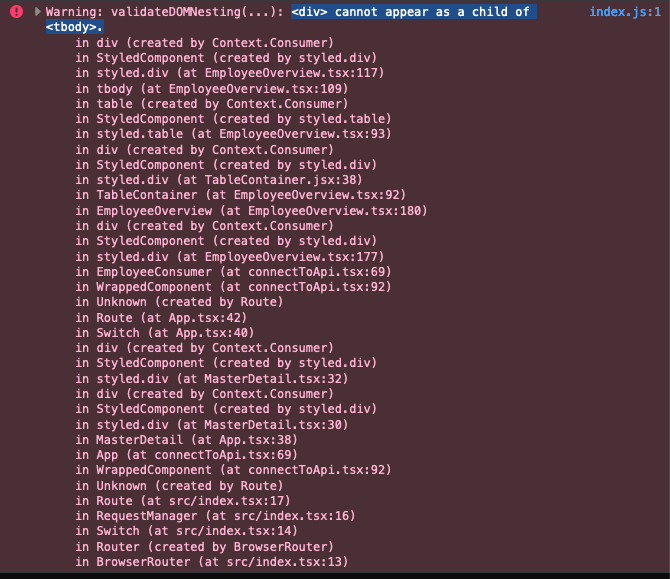 Warning: validateDOMNesting(...): <div> cannot appear as a child of index.js:1
<tbody>.
in div (created by Context.Consumer)
in StyledComponent (created by styled.div)
in styled.div (at EmployeeOverview.tsx:117)
in tbody (at EmployeeOverview.tsx:109)
in table (created by Context.Consumer)
in StyledComponent (created by styled.table)
in styled.table (at EmployeeOverview.tsx:93)
in div (created by Context.Consumer)
in StyledComponent (created by styled.div)
in styled.div (at TableContainer.jsx:38)
in TableContainer (at EmployeeOverview.tsx:92)
in EmployeeOverview (at EmployeeOverview.tsx:180)
in div (created by Context.Consumer)
in StyledComponent (created by styled.div)
in styled.div (at EmployeeOverview.tsx:177)
in EmployeeConsumer (at connectToApi.tsx:69)
in WrappedComponent (at connectToApi.tsx:92)
in Unknown (created by Route)
in Route (at App.tsx:42)
in Switch (at App.tsx:40)
in div (created by Context.Consumer)
in StyledComponent (created by styled.div)
in styled.div (at MasterDetail.tsx:32)
in div (created by Context.Consumer)
in StyledComponent (created by styled.div)
in styled.div (at MasterDetail.tsx:30)
in MasterDetail (at App.tsx:38)
in App (at connectToApi.tsx:69)
in WrappedComponent (at connectToApi.tsx:92)
in Unknown (created by Route)
in Route (at src/index.tsx:17)
in RequestManager (at src/index.tsx:16)
in Switch (at src/index.tsx:14)
in Router (created by BrowserRouter)
in BrowserRouter (at src/index.tsx:13)